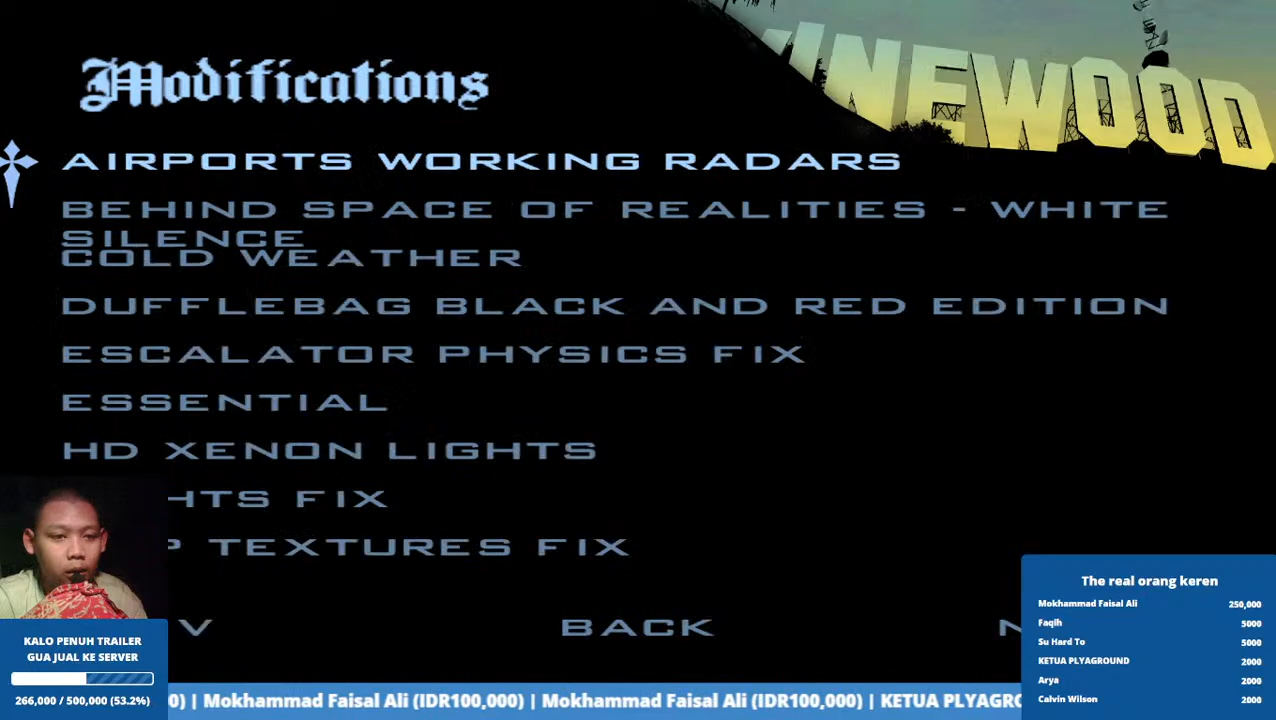 Modifications
INEWOOD
AIRPORTS WORKING RADARS
BEHIND SPACE OF REALITIES - WHITE
SILENCE
COLD WEATHER
DUFFLEBAG BLACK AND RED EDITION
ESCALATOR PHYSICS FIX
ESSENTIAL
HD XENON LIGHTS
HTS FIX
P TEXTURES FIX
V
BACK
N
The real orang keren
Mokhammad Faisal Ali 250,000
Faqih 5000
Su Hard To 5000
KETUA PLYAGROUND 2000
Arya 2000
Calvin Wilson 2000
KALO PENUH TRAILER
GUA JUAL KE SERVER
266,000 / 500,000 (53.2%)
0) | Mokhammad Faisal Ali (IDR100,000) | Mokhammad Faisal Ali (IDR100,000) | KETUA PLYAGRO